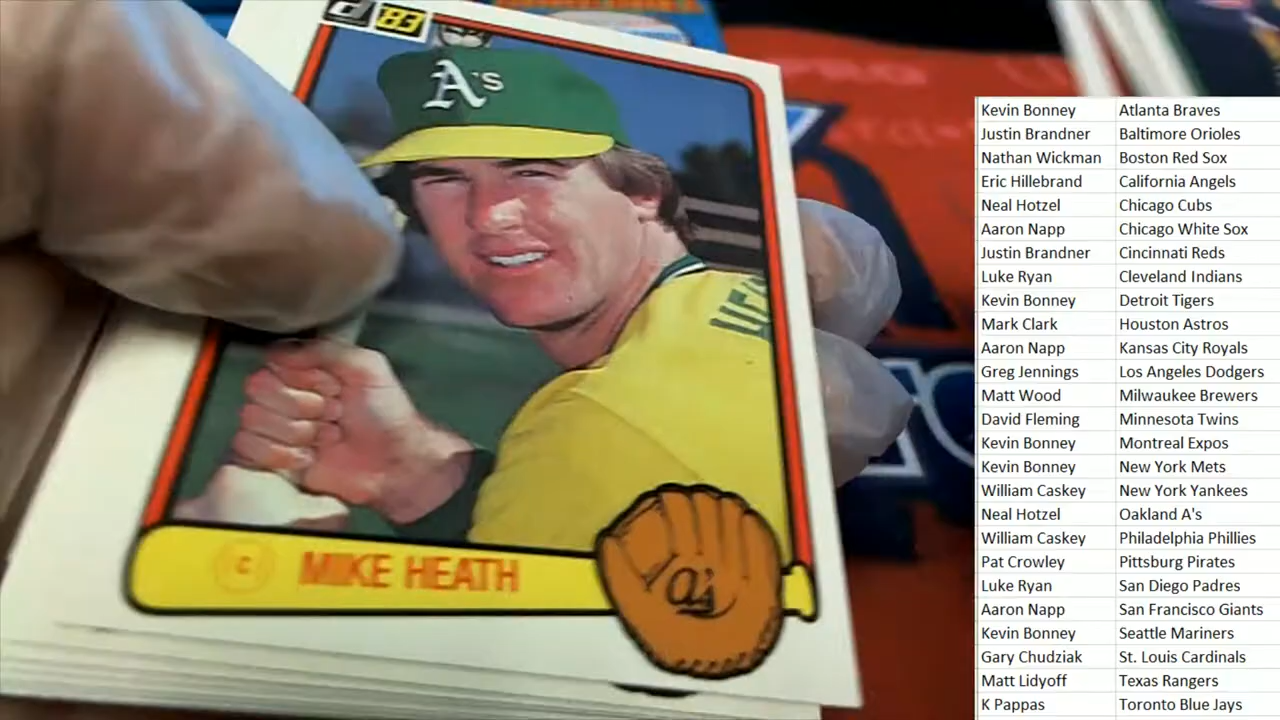 '83
A's
C MIKE HEATH
a's
Kevin Bonney Atlanta Braves
Justin Brandner Baltimore Orioles
Nathan Wickman Boston Red Sox
Eric Hillebrand California Angels
Neal Hotzel Chicago Cubs
Aaron Napp Chicago White Sox
Justin Brandner Cincinnati Reds
Luke Ryan Cleveland Indians
Kevin Bonney Detroit Tigers
Mark Clark Houston Astros
Aaron Napp Kansas City Royals
Greg Jennings Los Angeles Dodgers
Matt Wood Milwaukee Brewers
David Fleming Minnesota Twins
Kevin Bonney Montreal Expos
Kevin Bonney New York Mets
William Caskey New York Yankees
Neal Hotzel Oakland A's
William Caskey Philadelphia Phillies
Pat Crowley Pittsburg Pirates
Luke Ryan San Diego Padres
Aaron Napp San Francisco Giants
Kevin Bonney Seattle Mariners
Gary Chudziak St. Louis Cardinals
Matt Lidyoff Texas Rangers
K Pappas Toronto Blue Jays